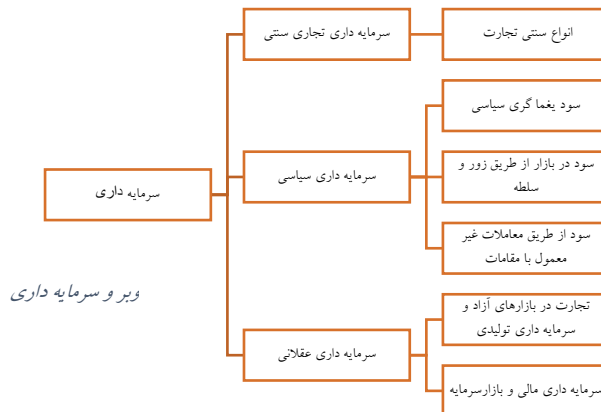 سرمایه داری تجاری سنتی
انواع سنتی تجارت
سود یغما گری سیاسی
سرمایه داری
سرمایه داری سیاسی
سود در بازار از طریق زور و
سلطه
سود از طریق معاملات غیر
معمول با مقامات
وبر و سرمایه داری
سرمایه داری عقلانی
تجارت در بازارهای آزاد و
سرمایه داری تولیدی
سرمایه داری مالی و بازارسرمایه